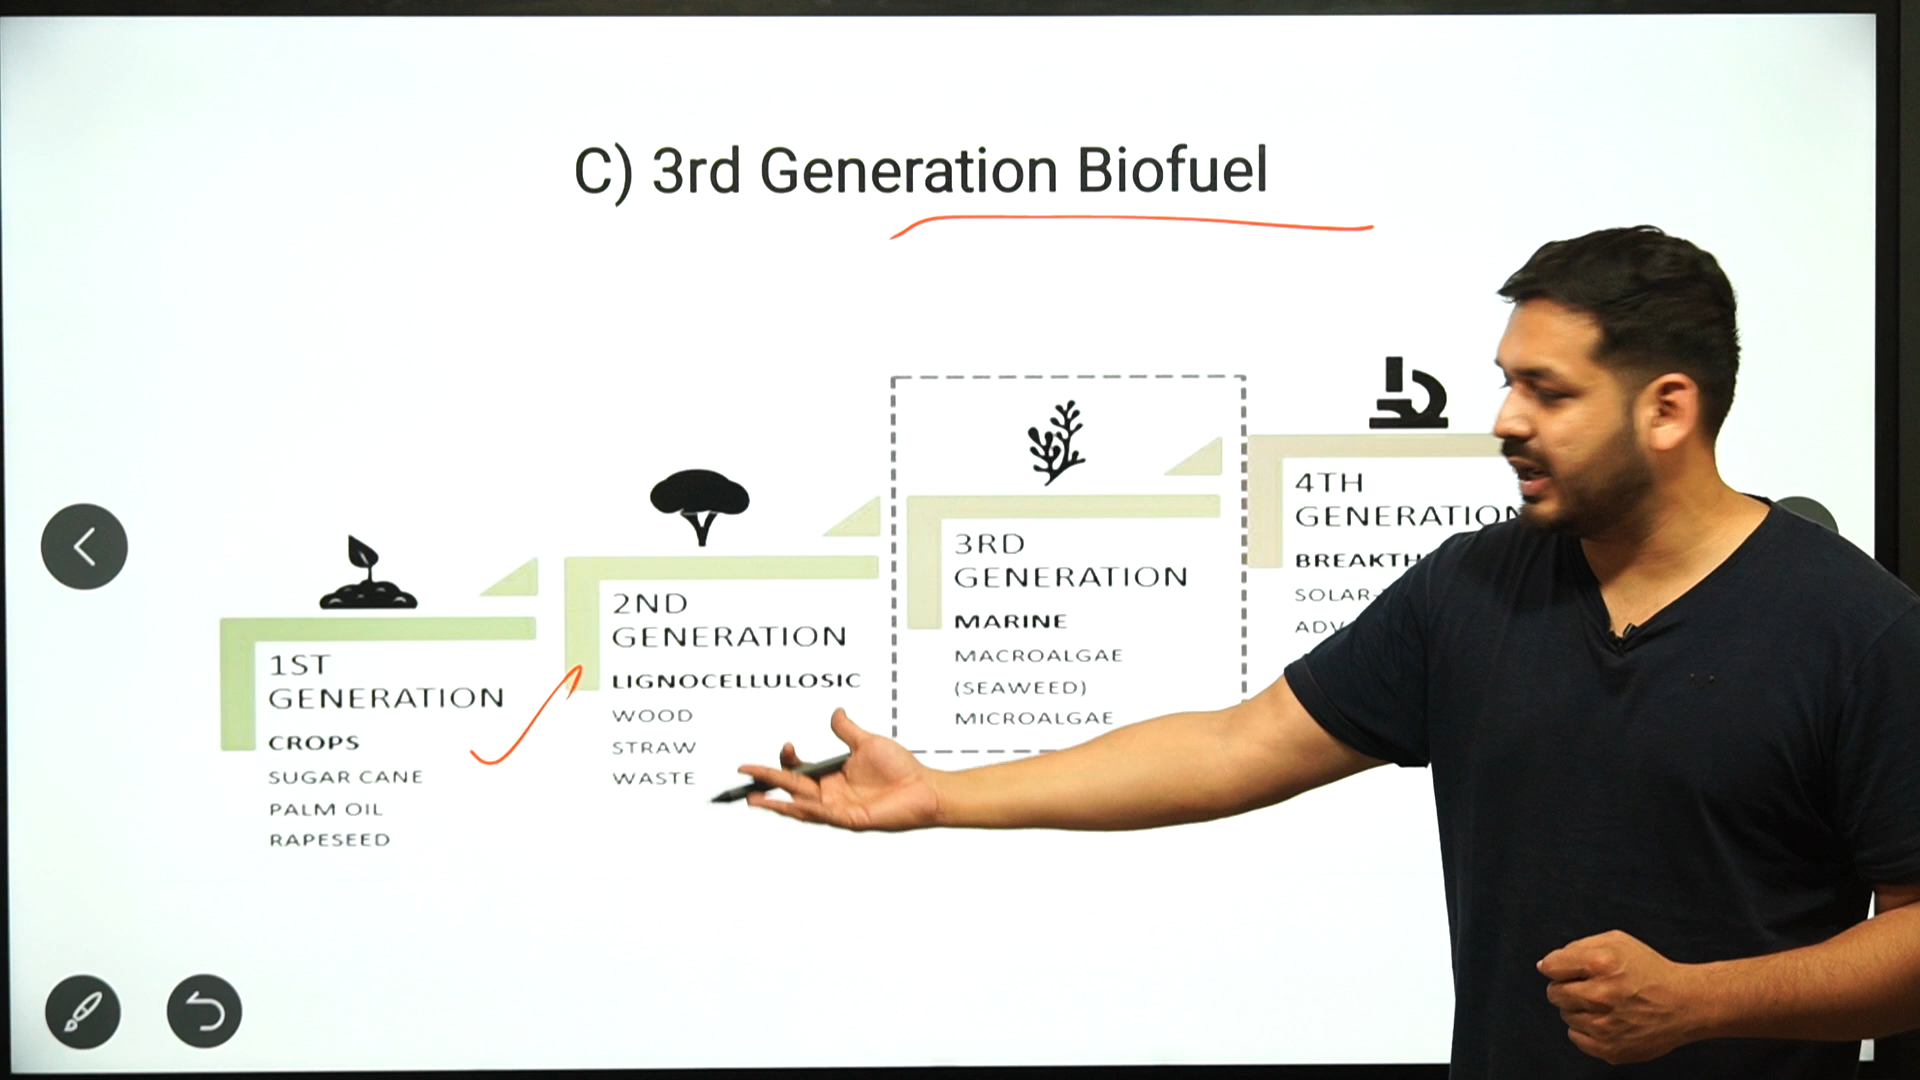 C) 3rd Generation Biofuel
1ST
GENERATION
CROPS
SUGAR CANE
PALM OIL
RAPESEED
2ND
GENERATION
LIGNOCELLULOSIC
WOOD
STRAW
WASTE
3RD
GENERATION
MARINE
MACROALGAE
(SEAWEED)
MICROALGAE
4TH
GENERATION